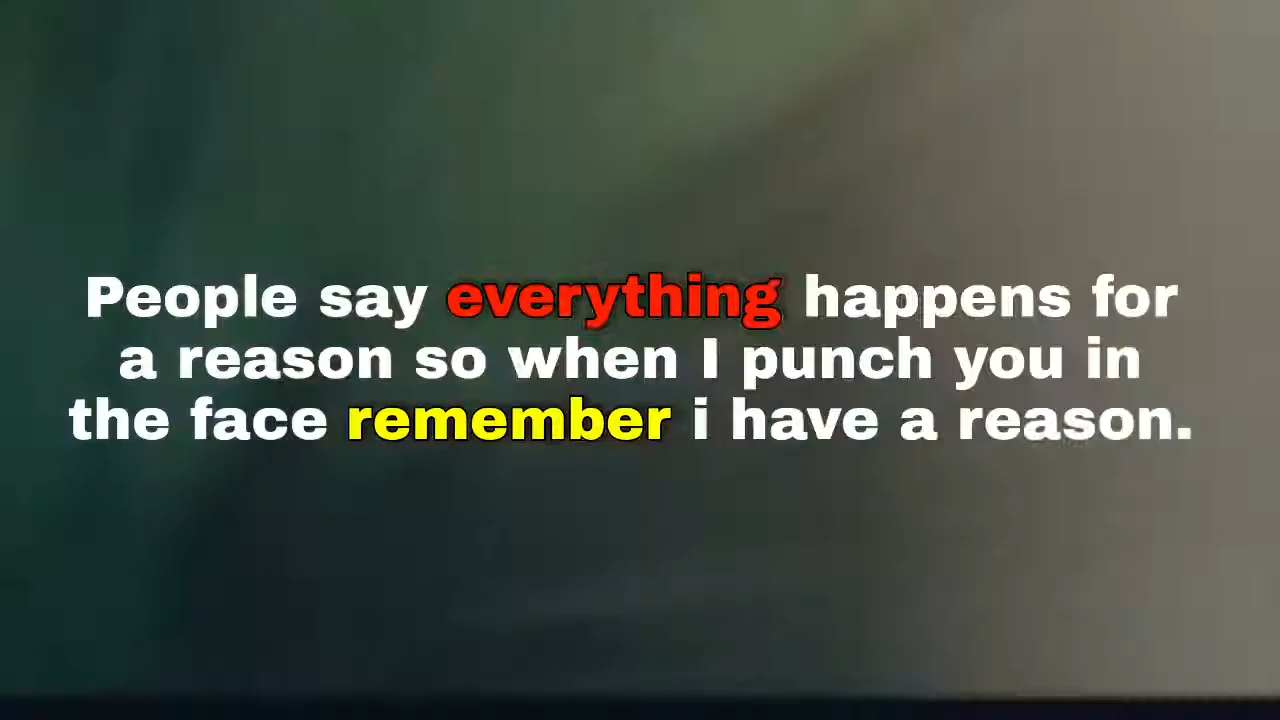 People say everything happens for
a reason so when I punch you in
the face remember i have a reason.